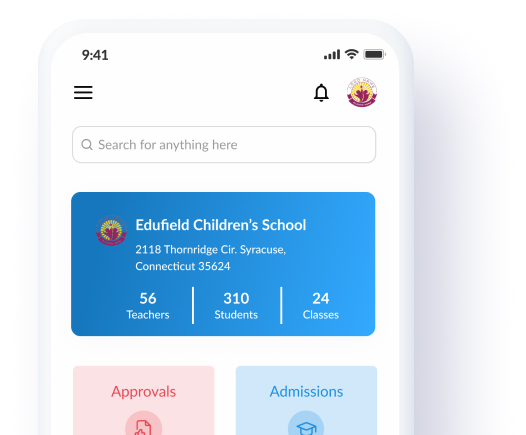 9:41
Search for anything here
Edufield Children's School
2118 Thornridge Cir. Syracuse,
Connecticut 35624
56 310 24
Teachers Students Classes
Approvals Admissions